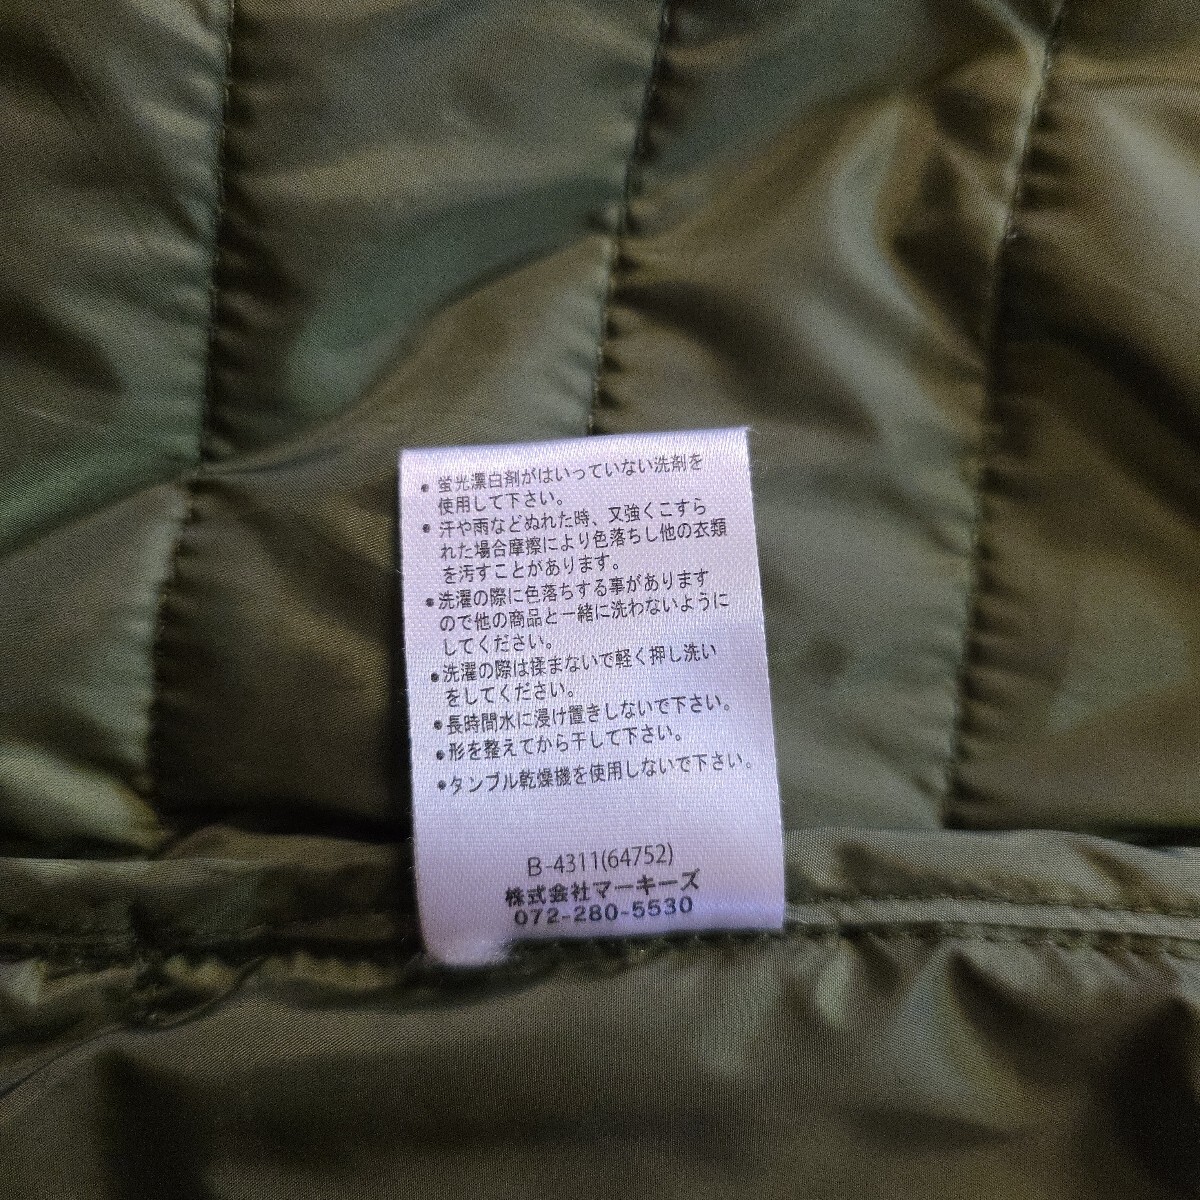 • 蛍光漂白剤がはいっていない洗剤を
使用して下さい。
• 汗や雨などぬれた時、又強くこすら
れた場合摩擦により色落ちし他の衣類
を汚すことがあります。
• 洗濯の際に色落ちする事があります
ので他の商品と一緒に洗わないように
してください。
• 洗濯の際は揉まないで軽く押し洗い
をしてください。
• 長時間水に浸け置きしないで下さい。
• 形を整えてから干して下さい。
• タンブル乾燥機を使用しないで下さい。
B-4311(64752)
株式会社マーキーズ
072-280-5530